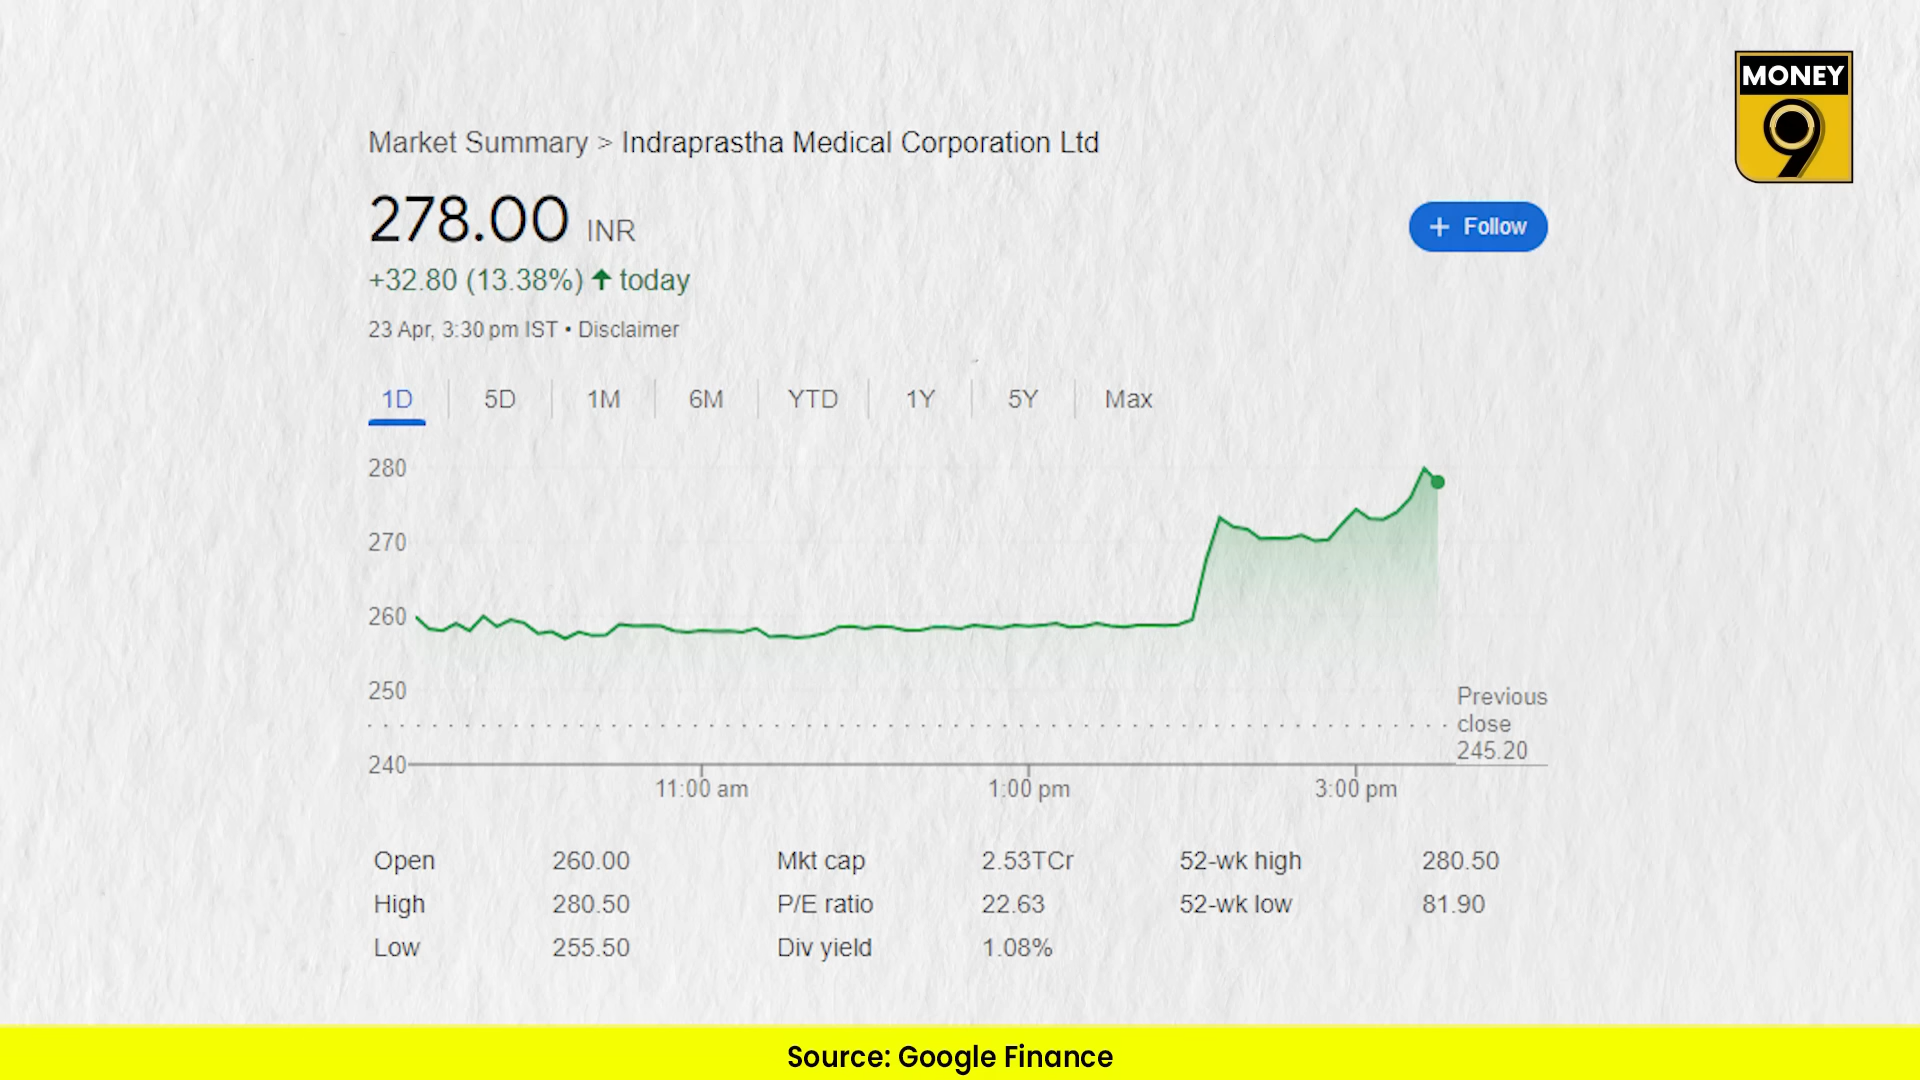 MONEY
9
Market Summary > Indraprastha Medical Corporation Ltd
278.00 INR
+ Follow
+32.80 (13.38%) ↑ today
23 Apr, 3:30 pm IST • Disclaimer
1D 5D 1M 6M YTD 1Y 5Y Max
280
270
260
250
Previous
close
245.20
240
11:00 am 1:00 pm 3:00 pm
Open 260.00 Mkt cap 2.53TCr 52-wk high 280.50
High 280.50 P/E ratio 22.63 52-wk low 81.90
Low 255.50 Div yield 1.08%
Source: Google Finance